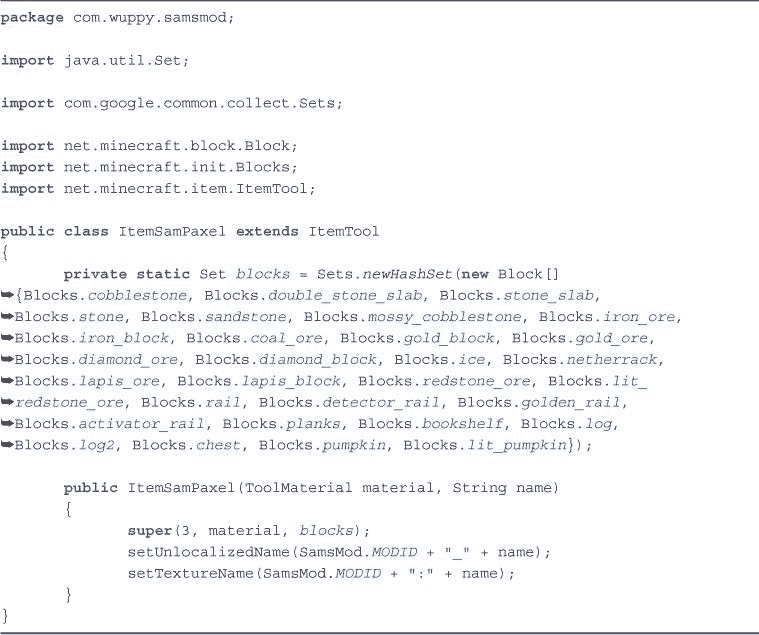 package com.wuppy.samsmod;
import java.util.Set;
import com.google.common.collect.Sets;
import net.minecraft.block.Block;
import net.minecraft.init.Blocks;
import net.minecraft.item.ItemTool;
public class ItemSamPaxel extends ItemTool
{
private static Set blocks = Sets.newHashSet(new Block[]
➥{Blocks.cobblestone, Blocks.double_stone_slab, Blocks.stone_slab,
➥Blocks.stone, Blocks.sandstone, Blocks.mossy_cobblestone, Blocks.iron_ore,
➥Blocks.iron_block, Blocks.coal_ore, Blocks.gold_block, Blocks.gold_ore,
➥Blocks.diamond_ore, Blocks.diamond_block, Blocks.ice, Blocks.netherrack,
➥Blocks.lapis_ore, Blocks.lapis_block, Blocks.redstone_ore, Blocks.lit_
➥redstone_ore, Blocks.rail, Blocks.detector_rail, Blocks.golden_rail,
➥Blocks.activator_rail, Blocks.planks, Blocks.bookshelf, Blocks.log,
➥Blocks.log2, Blocks.chest, Blocks.pumpkin, Blocks.lit_pumpkin});
public ItemSamPaxel(ToolMaterial material, String name)
{
super(3, material, blocks);
setUnlocalizedName(SamsMod.MODID + "_" + name);
setTextureName(SamsMod.MODID + ":" + name);
}
}